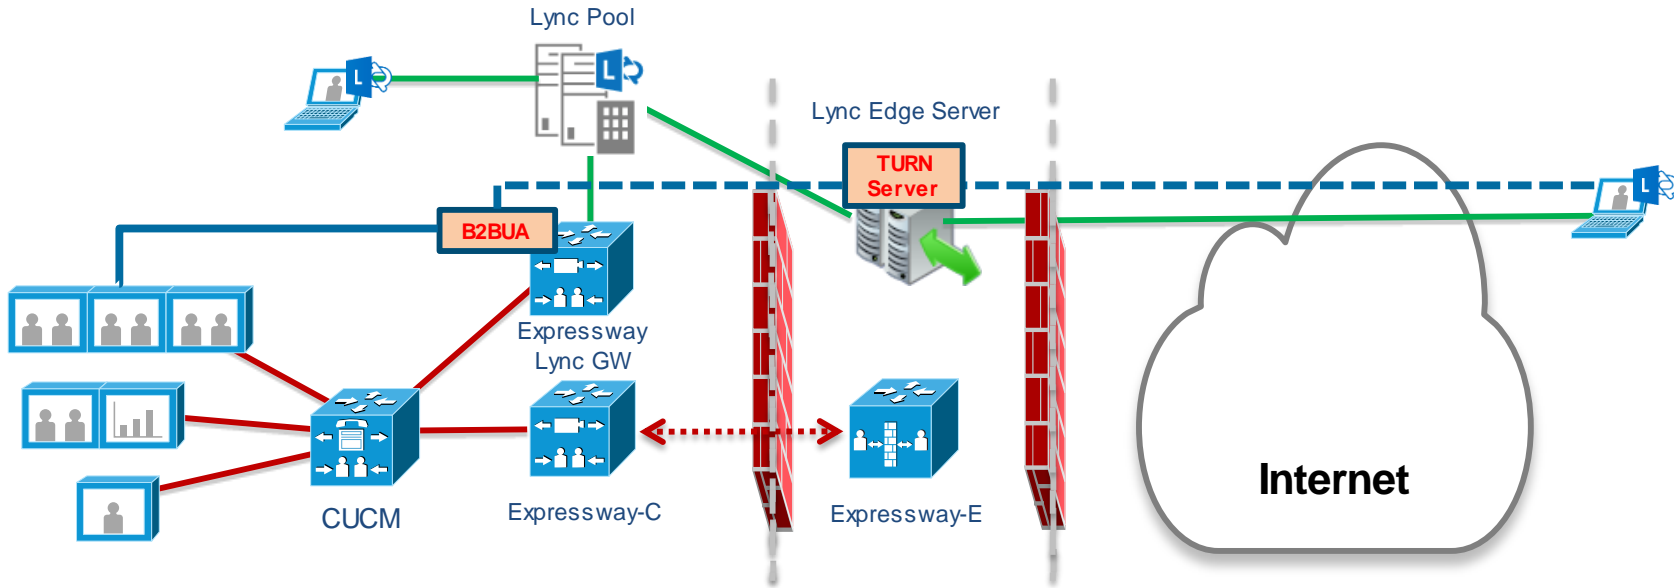 Lync Pool
L
L
Lync Edge Server
TURN
Server
L
B2BUA
Expressway
Lync GW
CUCM
Expressway-C
Expressway-E
Internet